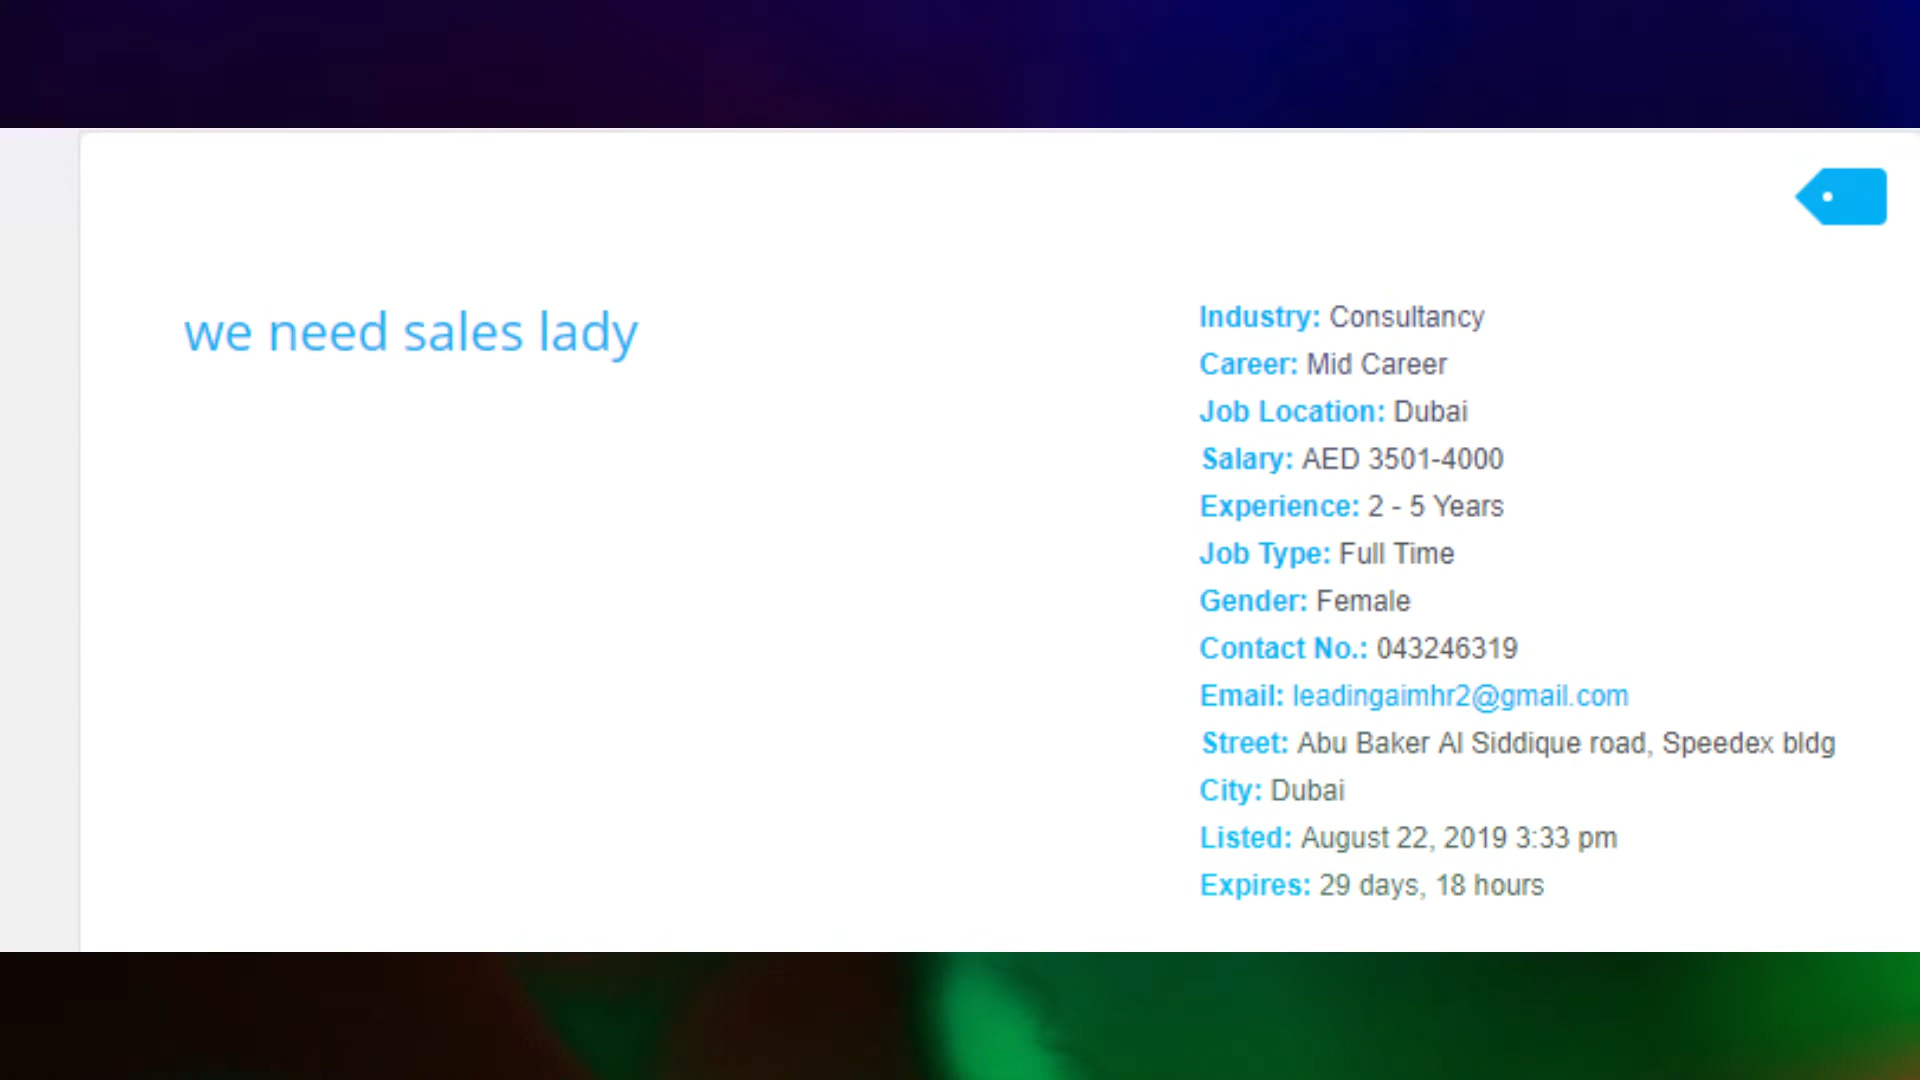 we need sales lady
Industry: Consultancy
Career: Mid Career
Job Location: Dubai
Salary: AED 3501-4000
Experience: 2 - 5 Years
Job Type: Full Time
Gender: Female
Contact No.: 043246319
Email: leadingaimhr2@gmail.com
Street: Abu Baker Al Siddique road, Speedex bldg
City: Dubai
Listed: August 22, 2019 3:33 pm
Expires: 29 days, 18 hours